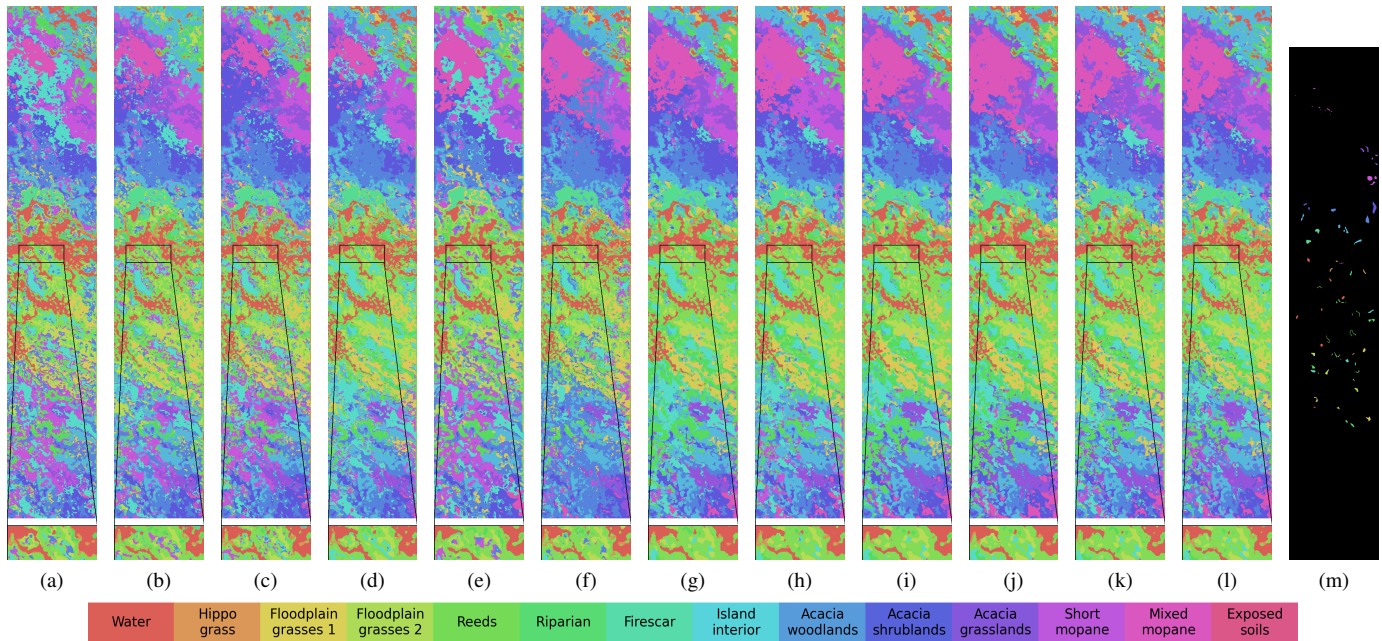 (a) (b) (c) (d) (e) (f) (g) (h) (i) (j) (k) (l) (m)
Water Hippo grass Floodplain grasses 1 Floodplain grasses 2 Reeds Riparian Firescar Island interior Acacia woodlands Acacia shrublands Acacia grasslands Short mopane Mixed mopane Exposed soils